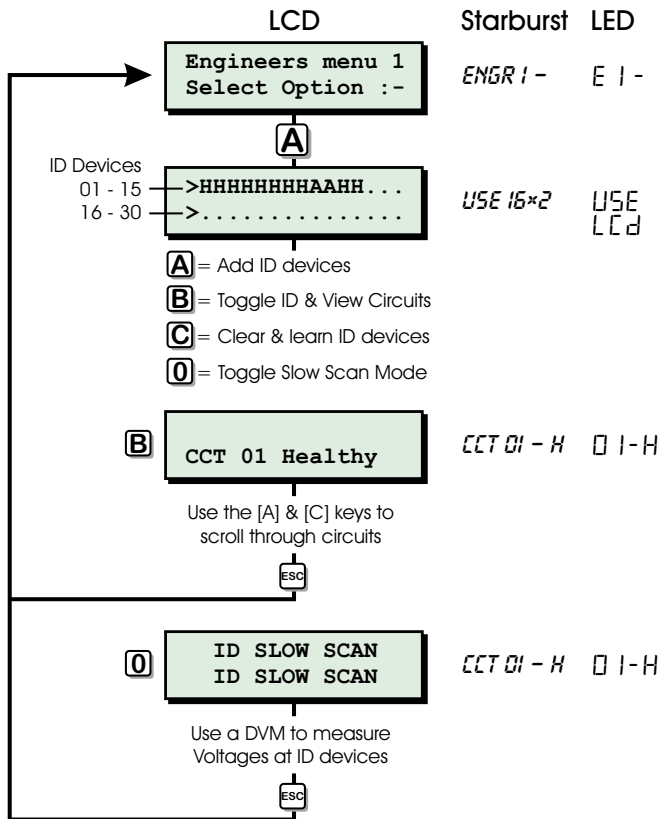 LCD Starburst LED
Engineers menu 1
Select Option :-
ENGR1- E1-
A
ID Devices
01 - 15
16 - 30
>HHHHHHHHAAHH...
>...............
USE 16×2 USE
LCd
A = Add ID devices
B = Toggle ID & View Circuits
C = Clear & learn ID devices
0 = Toggle Slow Scan Mode
B
CCT 01 Healthy
CCT 01 - H 01-H
Use the [A] & [C] keys to
scroll through circuits
ESC
0
ID SLOW SCAN
ID SLOW SCAN
CCT 01 - H 01-H
Use a DVM to measure
Voltages at ID devices
ESC